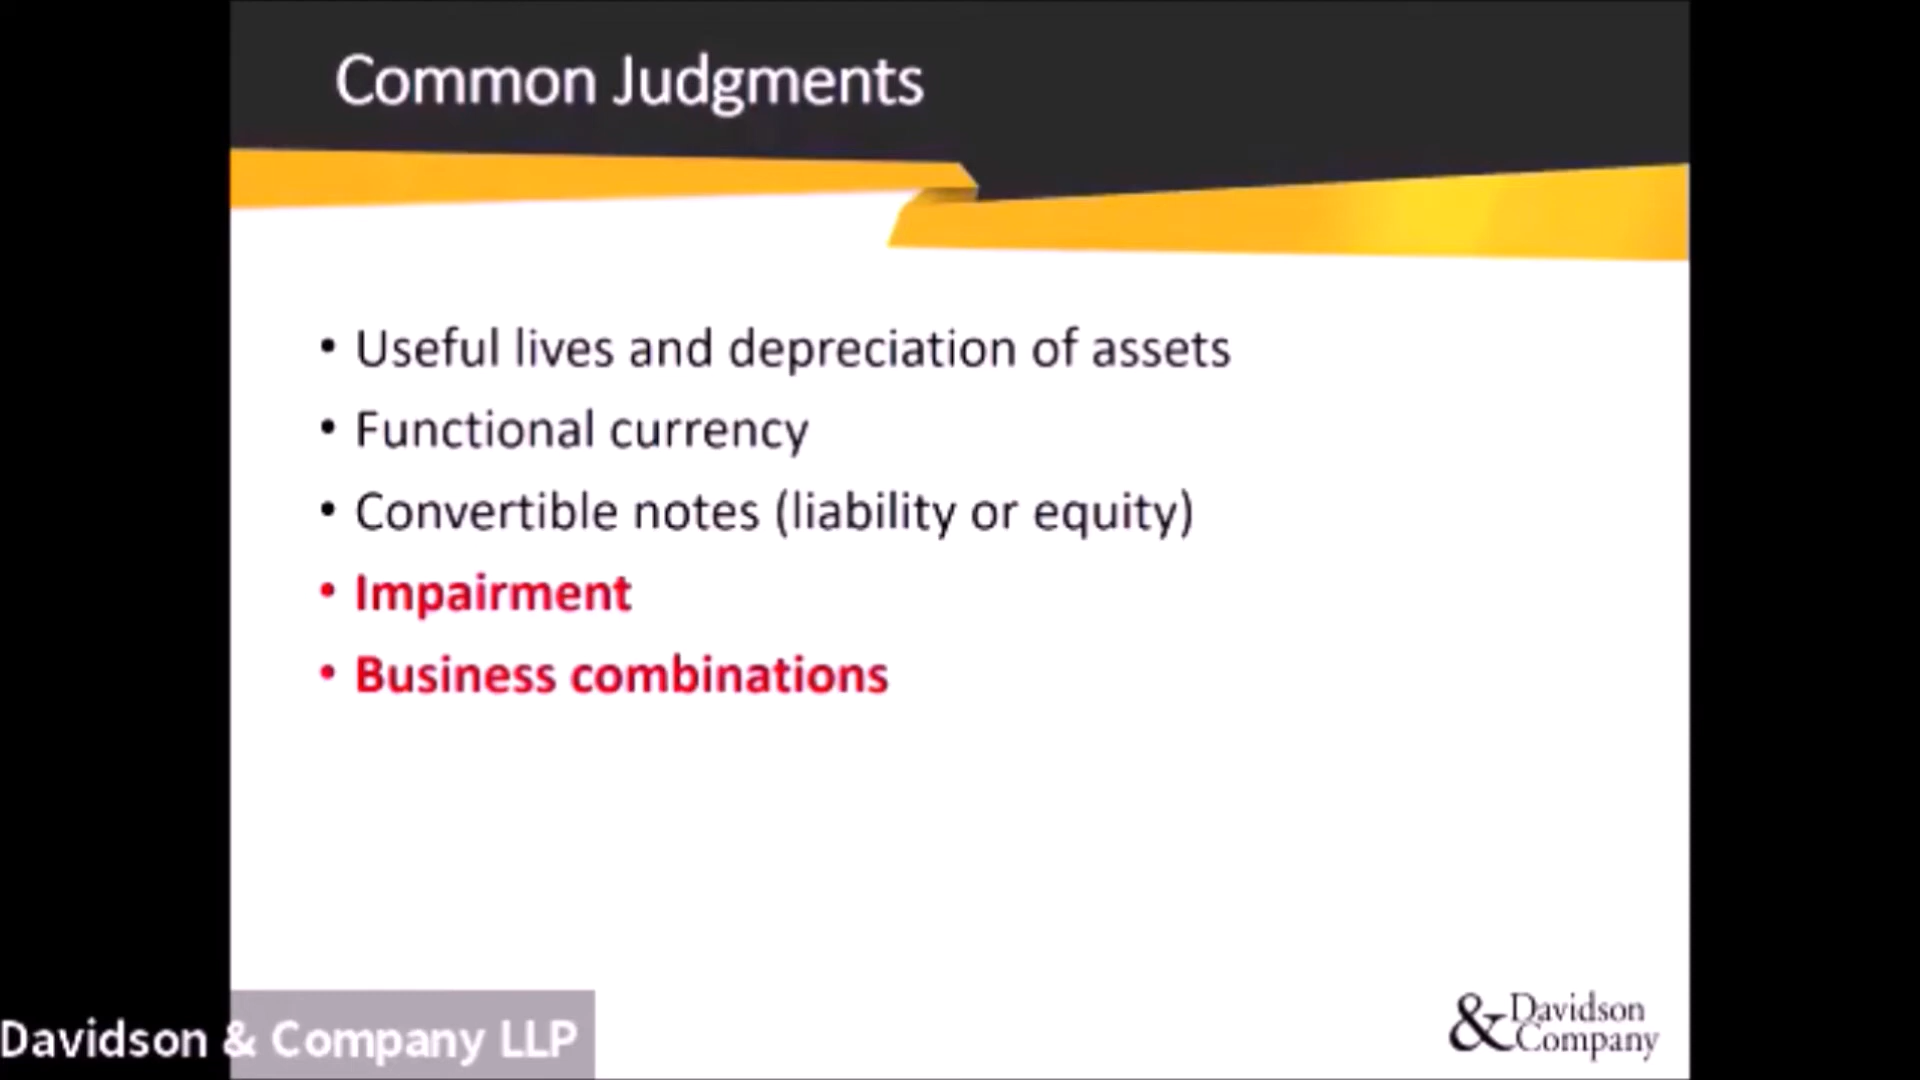 Common Judgments
• Useful lives and depreciation of assets
• Functional currency
• Convertible notes (liability or equity)
• Impairment
• Business combinations
Davidson & Company LLP
& Davidson
Company